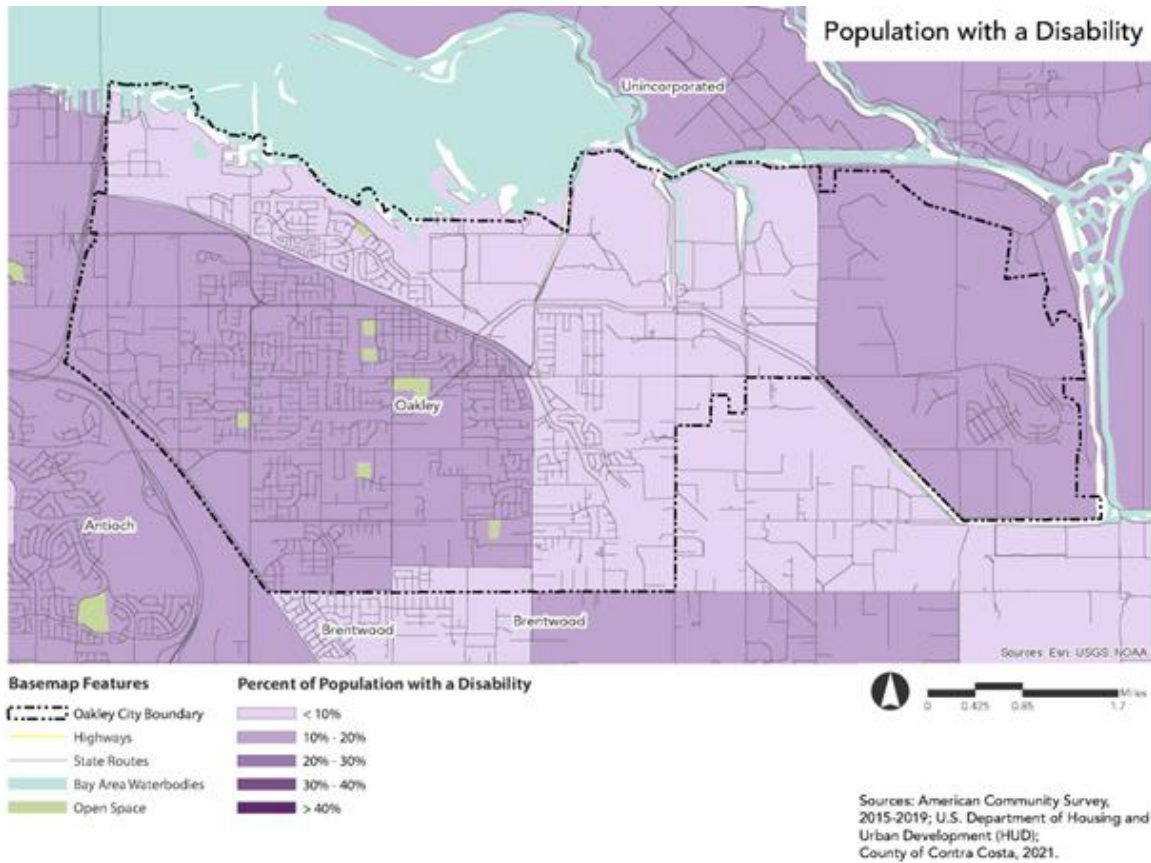 Population with a Disability
Unincorporated
Oakley
Antioch
Brentwood
Brentwood
Sources: Esri, USGS, NOAA
Basemap Features
Oakley City Boundary
Highways
State Routes
Bay Area Waterbodies
Open Space
Percent of Population with a Disability
< 10%
10% - 20%
20% - 30%
30% - 40%
> 40%
Miles
0 0.425 0.85 1.7
Sources: American Community Survey,
2015-2019; U.S. Department of Housing and
Urban Development (HUD);
County of Contra Costa, 2021.